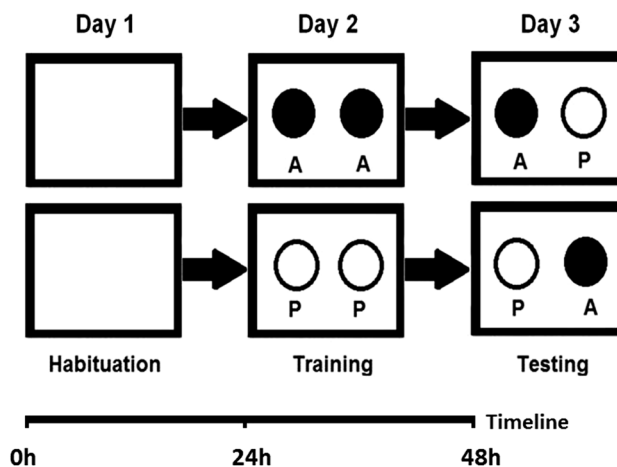 Day 1 Day 2 Day 3
A A A P
P P P A
Habituation Training Testing
Timeline
0h 24h 48h